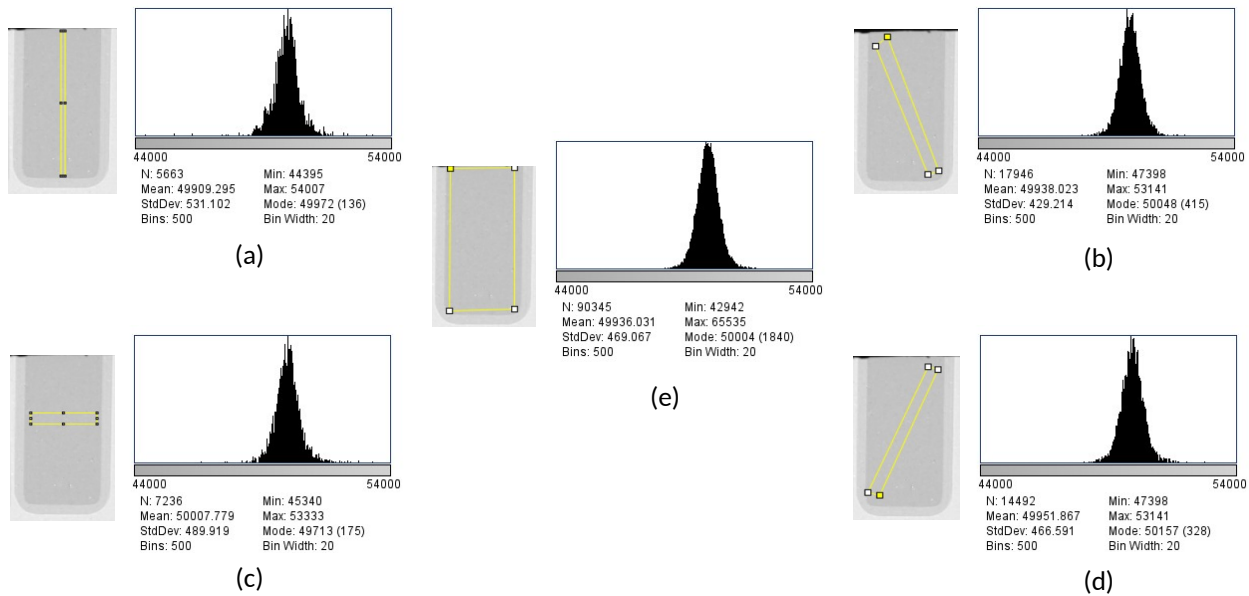 44000 54000
N: 5663 Min: 44395
Mean: 49909.295 Max: 54007
StdDev: 531.102 Mode: 49972 (136)
Bins: 500 Bin Width: 20
(a)
44000 54000
N: 17946 Min: 47398
Mean: 49938.023 Max: 53141
StdDev: 429.214 Mode: 50048 (415)
Bins: 500 Bin Width: 20
(b)
44000 54000
N: 90345 Min: 42942
Mean: 49936.031 Max: 65535
StdDev: 469.067 Mode: 50004 (1840)
Bins: 500 Bin Width: 20
(e)
44000 54000
N: 7236 Min: 45340
Mean: 50007.779 Max: 53333
StdDev: 489.919 Mode: 49713 (175)
Bins: 500 Bin Width: 20
(c)
44000 54000
N: 14492 Min: 47398
Mean: 49951.867 Max: 53141
StdDev: 466.591 Mode: 50157 (328)
Bins: 500 Bin Width: 20
(d)